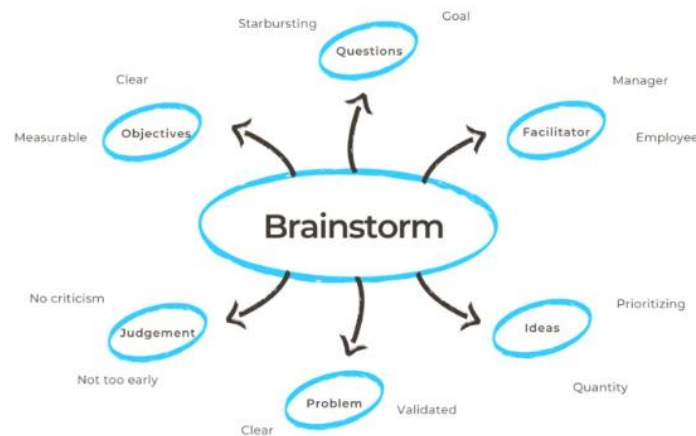 Starbursting
Goal
Questions
Clear
Manager
Measurable
Objectives
Facilitator
Employee
Brainstorm
No criticism
Prioritizing
Judgement
Ideas
Not too early
Quantity
Problem
Validated
Clear